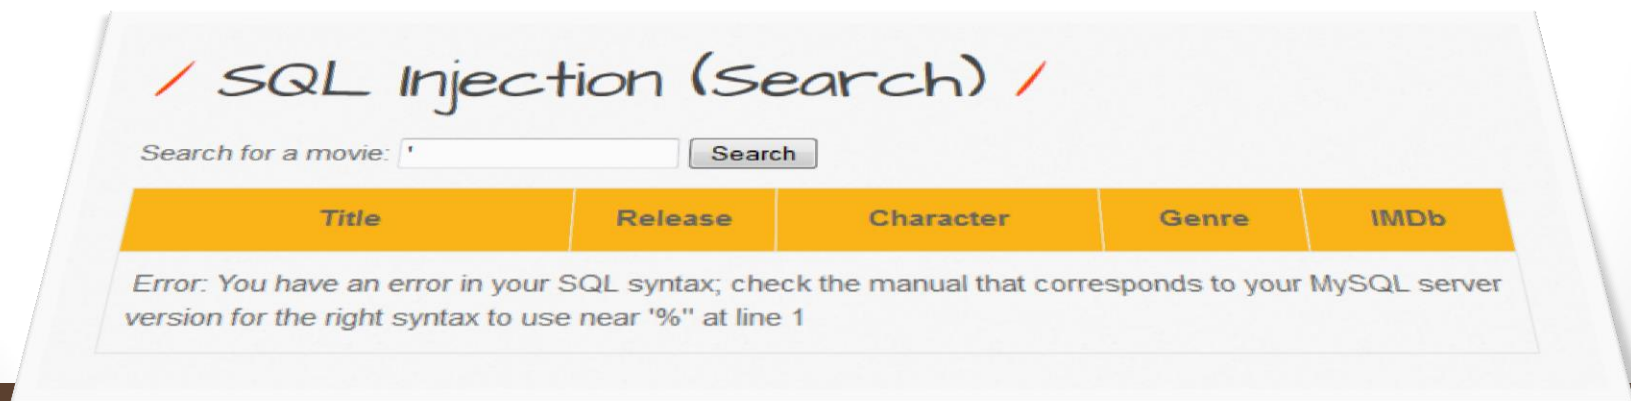 / SQL Injection (Search) /
Search for a movie: ' Search
Title Release Character Genre IMDb
Error: You have an error in your SQL syntax; check the manual that corresponds to your MySQL server
version for the right syntax to use near '%'' at line 1